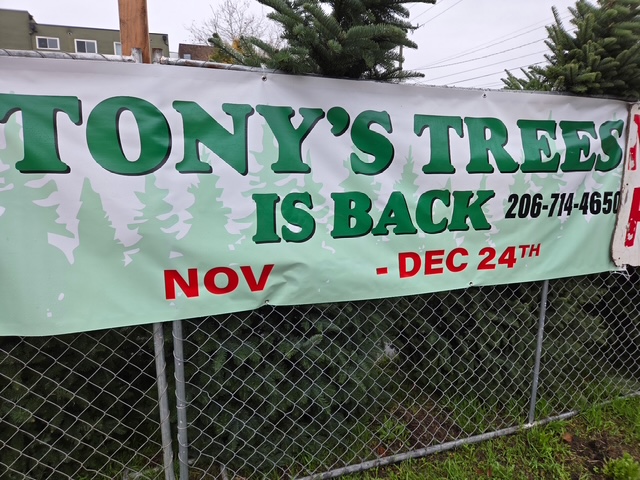 TONY'S TREES
IS BACK 206-714-4650
NOV - DEC 24TH